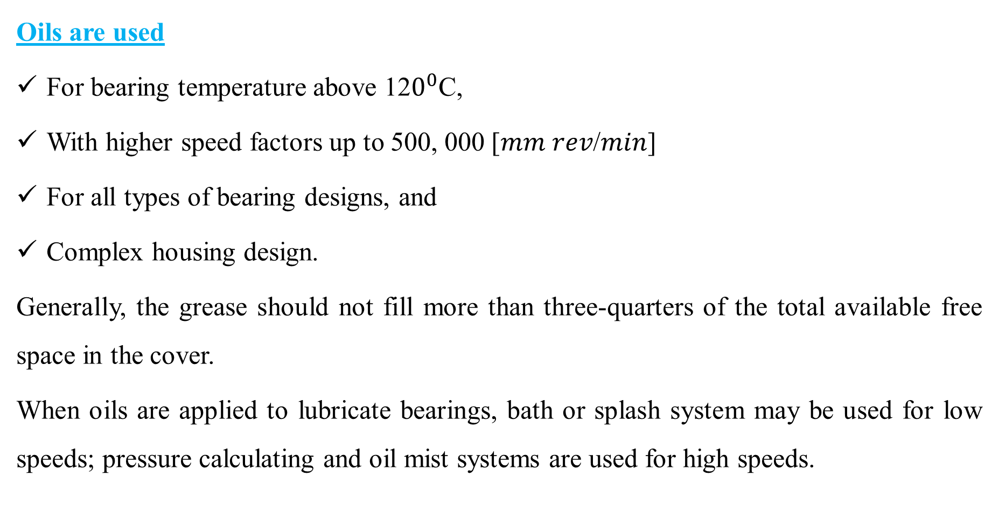 Oils are used
✓ For bearing temperature above 120⁰C,
✓ With higher speed factors up to 500, 000 [mm rev/min]
✓ For all types of bearing designs, and
✓ Complex housing design.
Generally, the grease should not fill more than three-quarters of the total available free
space in the cover.
When oils are applied to lubricate bearings, bath or splash system may be used for low
speeds; pressure calculating and oil mist systems are used for high speeds.